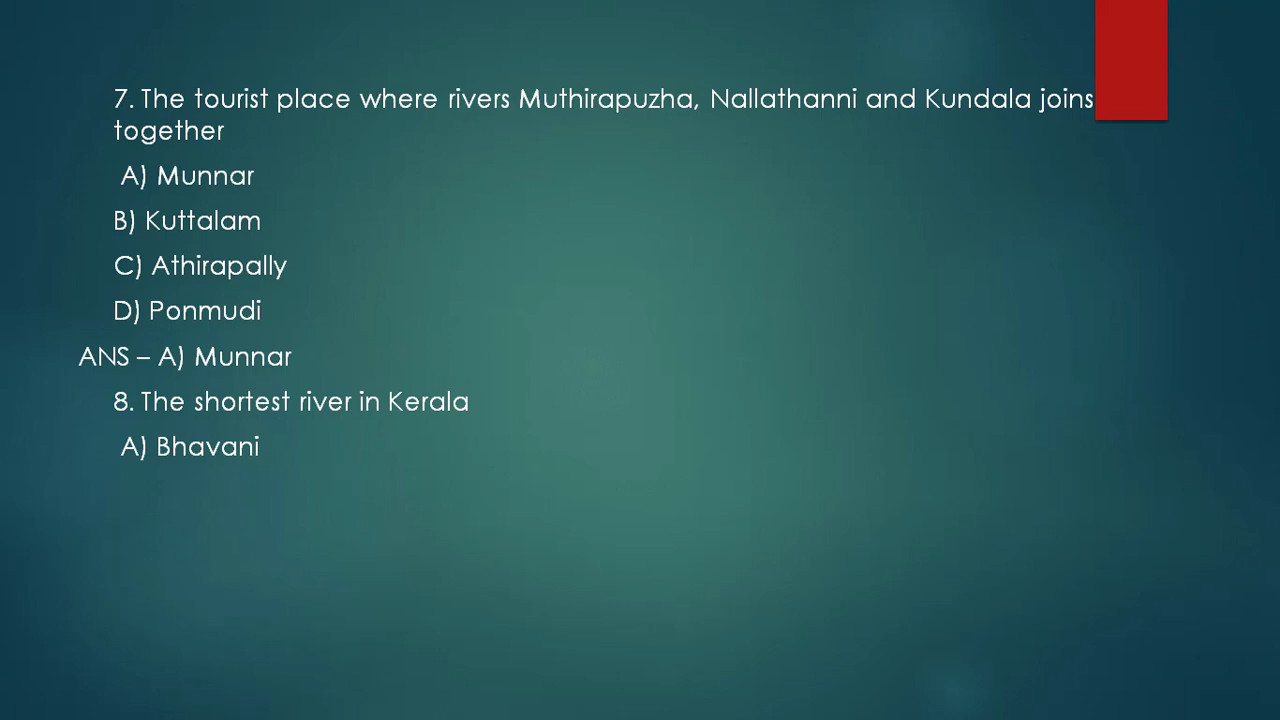 7. The tourist place where rivers Muthirapuzha, Nallathanni and Kundala joins
together
A) Munnar
B) Kuttalam
C) Athirapally
D) Ponmudi
ANS – A) Munnar
8. The shortest river in Kerala
A) Bhavani